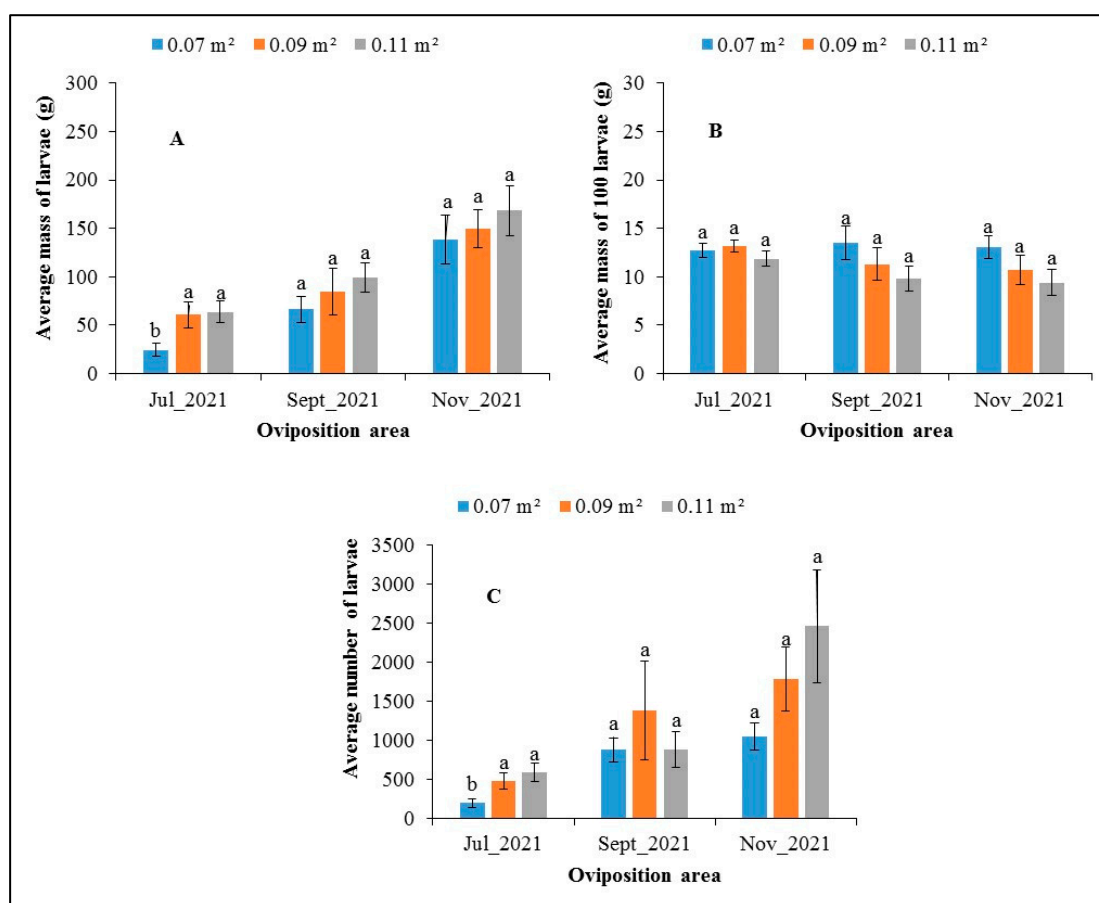 0.07 m² 0.09 m² 0.11 m²
Average mass of larvae (g)
300
250
200
150
100
50
0
A
b a a a a a a a a
Jul_2021 Sept_2021 Nov_2021
Oviposition area
0.07 m² 0.09 m² 0.11 m²
Average mass of 100 larvae (g)
30
25
20
15
10
5
0
B
a a a a a a a a a
Jul_2021 Sept_2021 Nov_2021
Oviposition area
0.07 m² 0.09 m² 0.11 m²
Average number of larvae
3500
3000
2500
2000
1500
1000
500
0
C
b a a a a a a a a
Jul_2021 Sept_2021 Nov_2021
Oviposition area